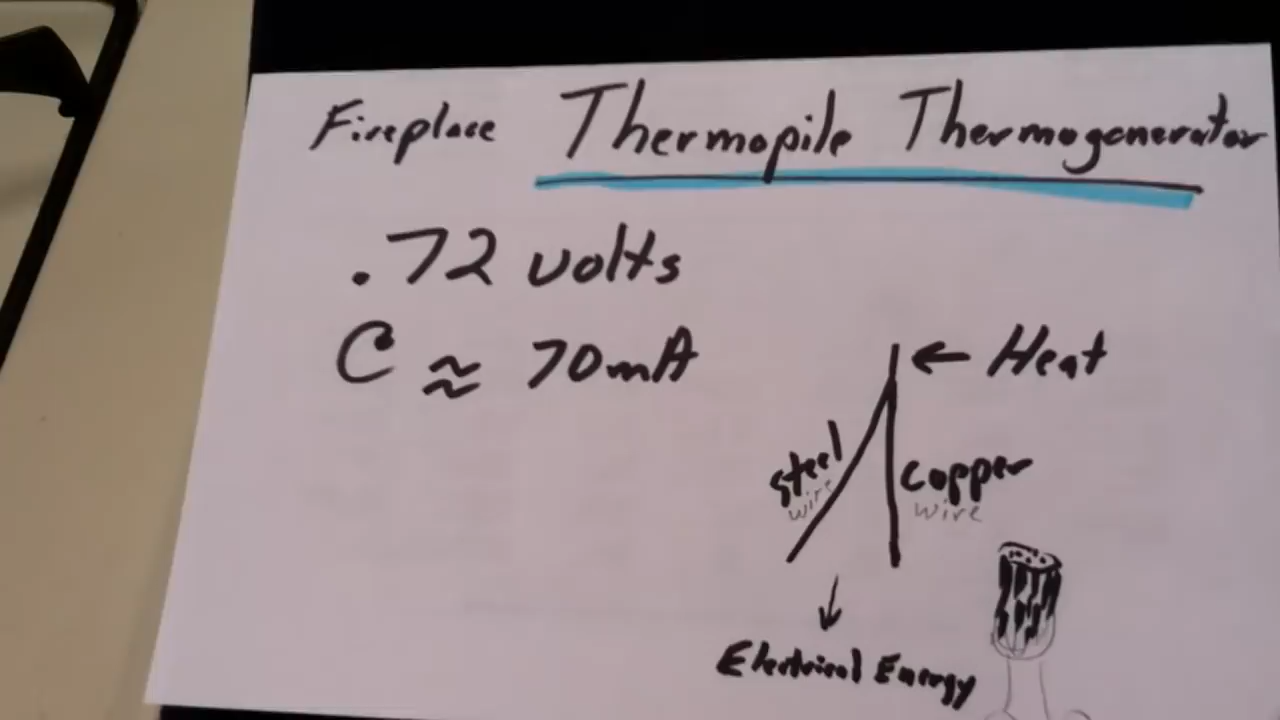 Fireplace Thermopile Thermogenerator
.72 volts
C ≈ 70mA
← Heat
steel
wire
copper
wire
Electrical Energy